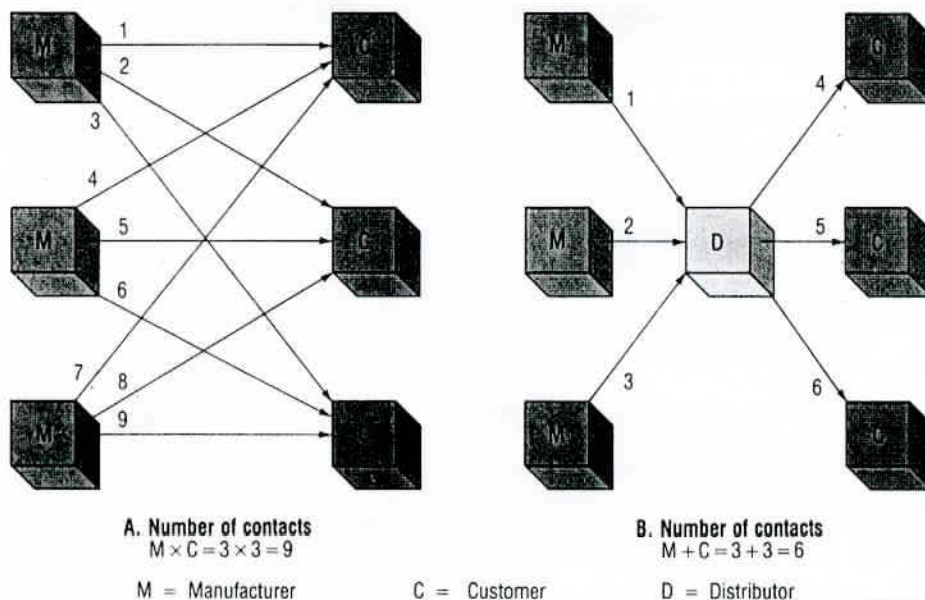 M
1
C
2
3
4
M
5
C
6
7
8
M
9
A. Number of contacts
M × C = 3 × 3 = 9
M
1
4
C
M
2
D
5
C
3
6
M
C
B. Number of contacts
M + C = 3 + 3 = 6
M = Manufacturer C = Customer D = Distributor